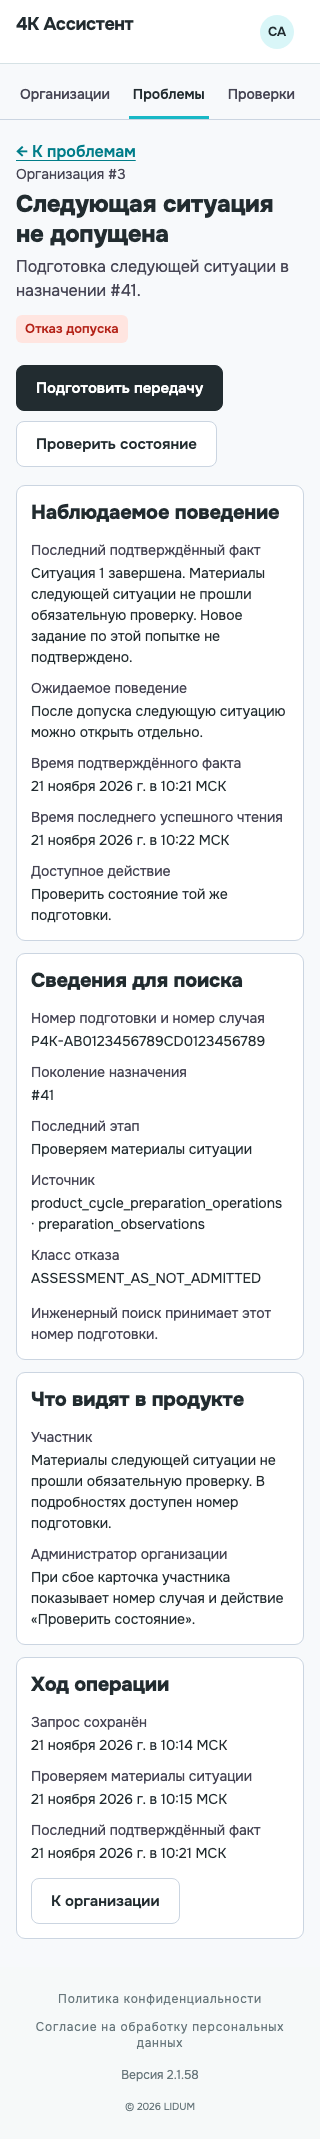 4К Ассистент
СА
Организации
Проблемы
Проверки
← К проблемам
Организация #3
Следующая ситуация
не допущена
Подготовка следующей ситуации в
назначении #41.
Отказ допуска
Подготовить передачу
Проверить состояние
Наблюдаемое поведение
Последний подтверждённый факт
Ситуация 1 завершена. Материалы
следующей ситуации не прошли
обязательную проверку. Новое
задание по этой попытке не
подтверждено.
Ожидаемое поведение
После допуска следующую ситуацию
можно открыть отдельно.
Время подтверждённого факта
21 ноября 2026 г. в 10:21 МСК
Время последнего успешного чтения
21 ноября 2026 г. в 10:22 МСК
Доступное действие
Проверить состояние той же
подготовки.
Сведения для поиска
Номер подготовки и номер случая
P4K-AB0123456789CD0123456789
Поколение назначения
#41
Последний этап
Проверяем материалы ситуации
Источник
product_cycle_preparation_operations
· preparation_observations
Класс отказа
ASSESSMENT_AS_NOT_ADMITTED
Инженерный поиск принимает этот
номер подготовки.
Что видят в продукте
Участник
Материалы следующей ситуации не
прошли обязательную проверку. В
подробностях доступен номер
подготовки.
Администратор организации
При сбое карточка участника
показывает номер случая и действие
«Проверить состояние».
Ход операции
Запрос сохранён
21 ноября 2026 г. в 10:14 МСК
Проверяем материалы ситуации
21 ноября 2026 г. в 10:15 МСК
Последний подтверждённый факт
21 ноября 2026 г. в 10:21 МСК
К организации
Политика конфиденциальности
Согласие на обработку персональных
данных
Версия 2.1.58
© 2026 LIDUM